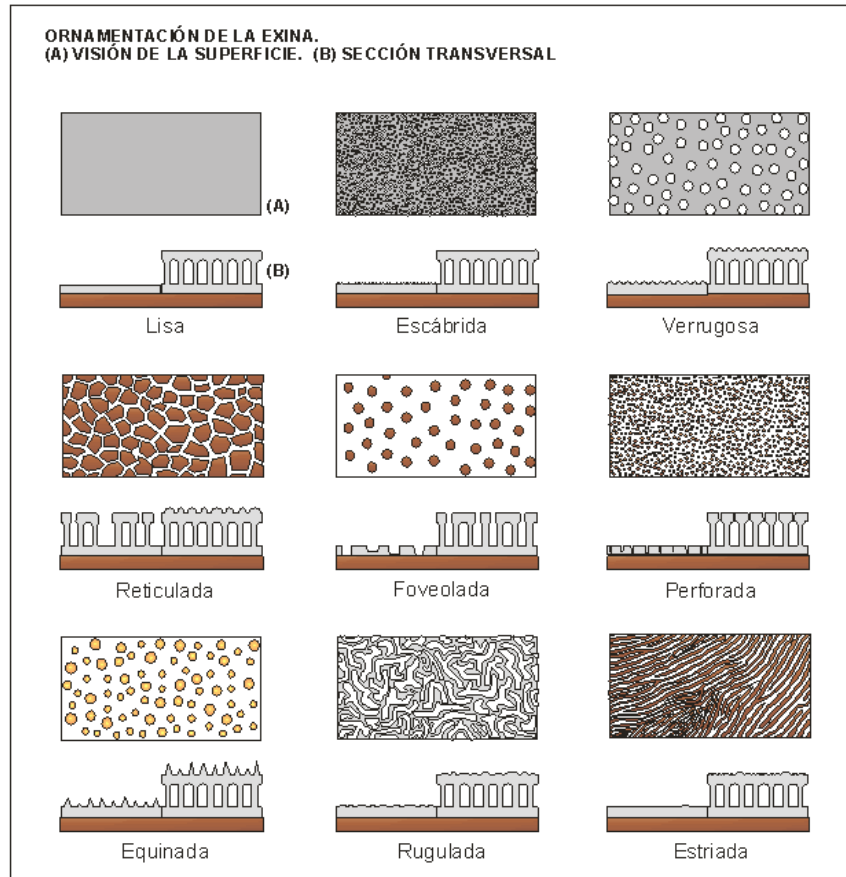 ORNAMENTACIÓN DE LA EXINA.
(A) VISIÓN DE LA SUPERFICIE. (B) SECCIÓN TRANSVERSAL
(A)
(B)
Lisa
Escábrida
Verrugosa
Reticulada
Foveolada
Perforada
Equinada
Rugulada
Estriada